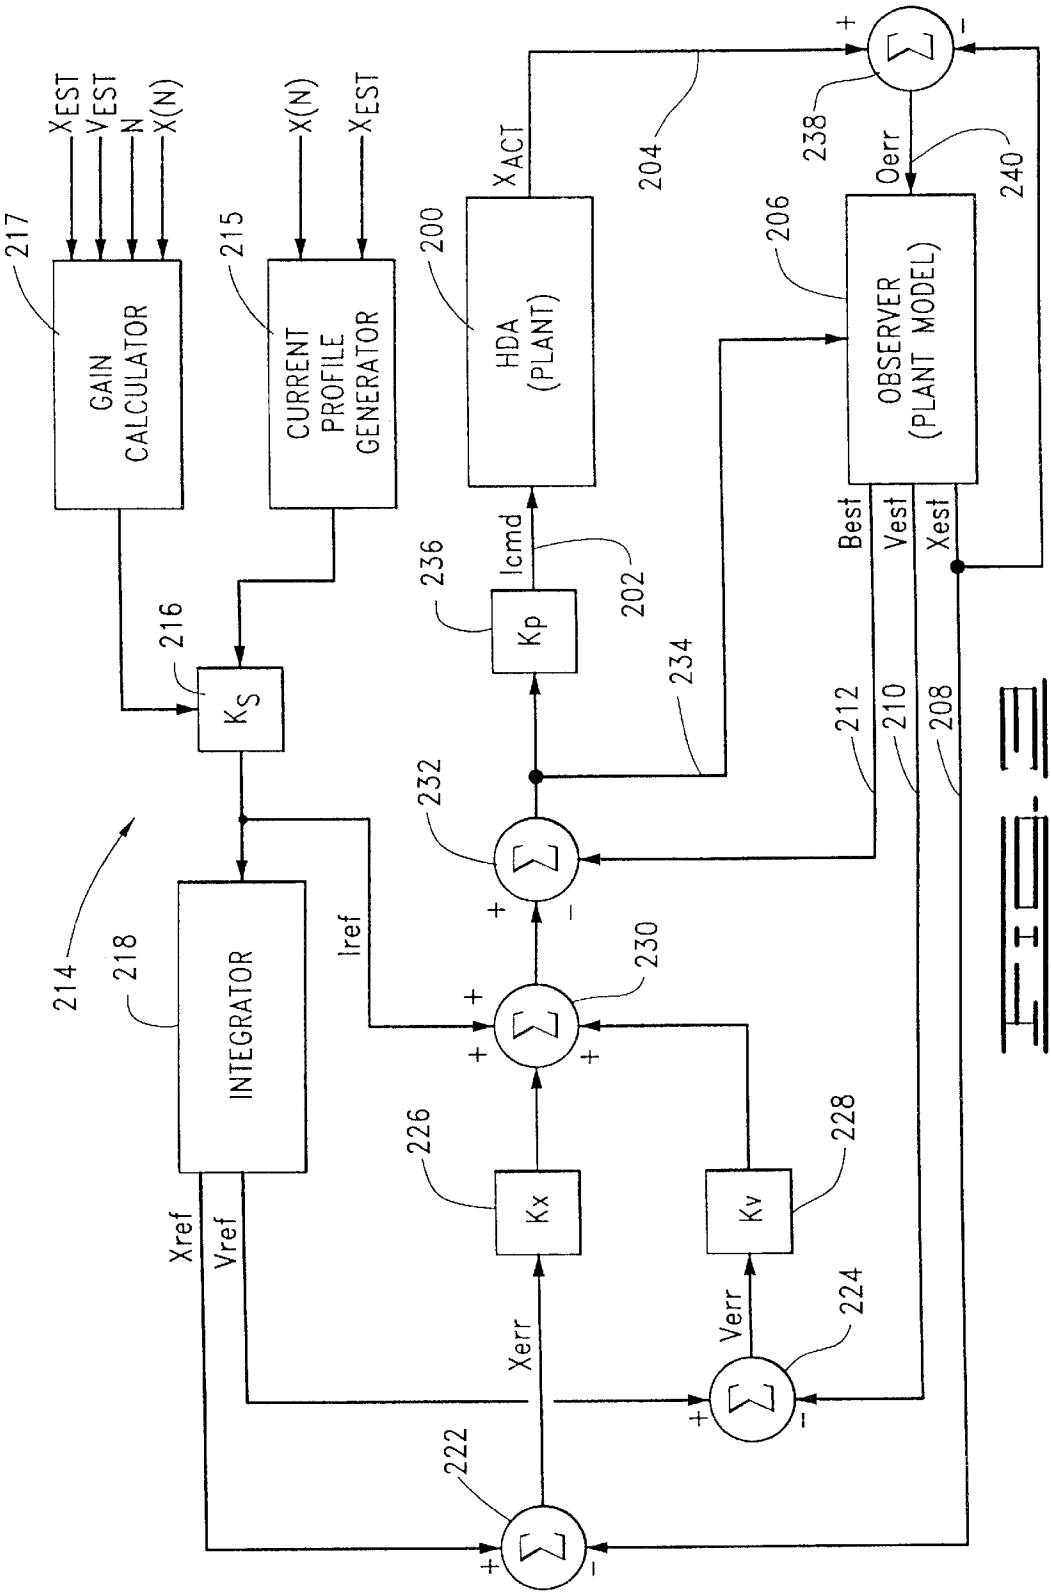 214
218
INTEGRATOR
Xref
Vref
Iref
216
Ks
217
GAIN
CALCULATOR
XEST
VEST
N
X(N)
215
CURRENT
PROFILE
GENERATOR
X(N)
XEST
222
Σ
+
-
Xerr
226
Kx
+
+
+
Σ
230
232
+
-
Σ
236
Kp
Icmd
202
200
HDA
(PLANT)
XACT
204
224
+
-
Σ
Verr
228
Kv
234
206
OBSERVER
(PLANT MODEL)
Best
Vest
Xest
212
210
208
Oerr
240
238
+
-
Σ